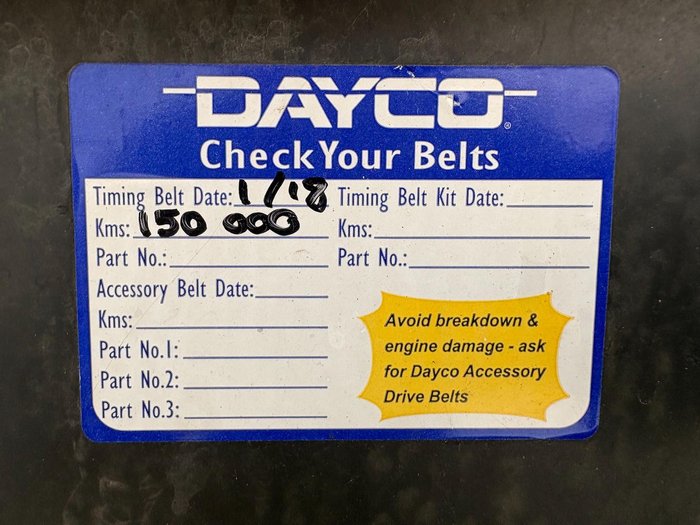 DAYCO®
Check Your Belts
Timing Belt Date: 1/18
Kms: 150 000
Part No.:
Accessory Belt Date:
Kms:
Part No.1:
Part No.2:
Part No.3:
Timing Belt Kit Date:
Kms:
Part No.:
Avoid breakdown &
engine damage - ask
for Dayco Accessory
Drive Belts